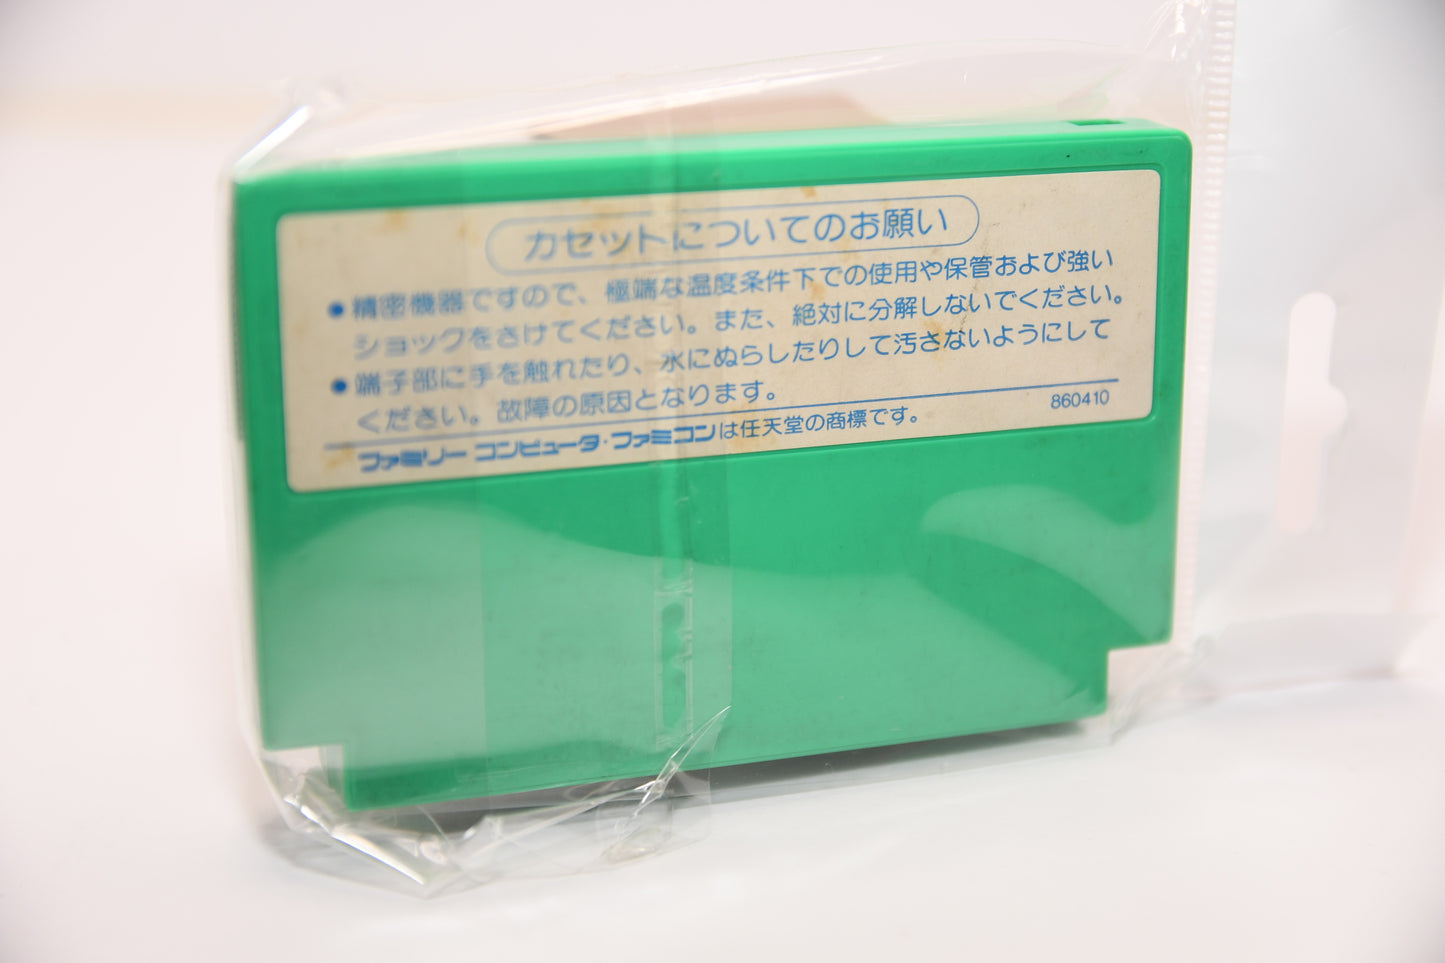 カセットについてのお願い
●精密機器ですので、極端な温度条件下での使用や保管および強い
ショックをさけてください。また、絶対に分解しないでください。
●端子部に手を触れたり、水にぬらしたりして汚さないようにして
ください。故障の原因となります。
860410
ファミリー コンピュータ・ファミコンは任天堂の商標です。